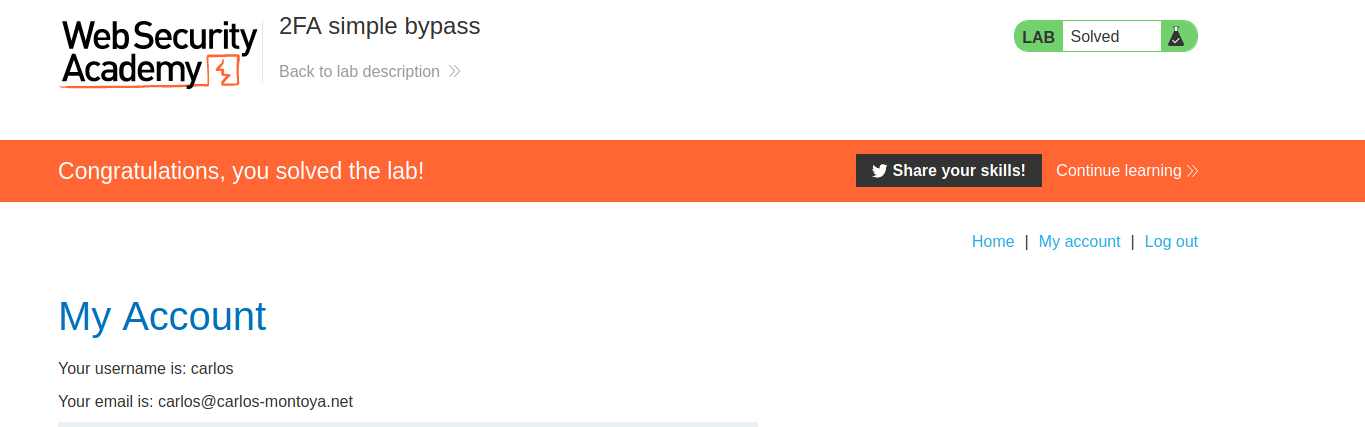 Web Security
Academy
2FA simple bypass
Back to lab description
LAB Solved
Congratulations, you solved the lab!
Share your skills! Continue learning
Home | My account | Log out
My Account
Your username is: carlos
Your email is: carlos@carlos-montoya.net